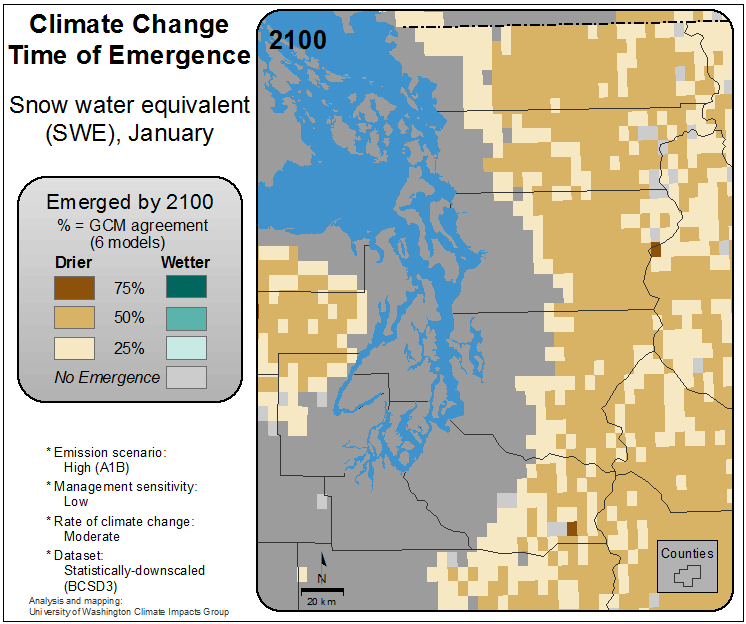 Climate Change
Time of Emergence
Snow water equivalent
(SWE), January
Emerged by 2100
% = GCM agreement
(6 models)
Drier Wetter
75%
50%
25%
No Emergence
* Emission scenario:
High (A1B)
* Management sensitivity:
Low
* Rate of climate change:
Moderate
* Dataset:
Statistically-downscaled
(BCSD3)
Analysis and mapping:
University of Washington Climate Impacts Group
2100
N
20 km
Counties